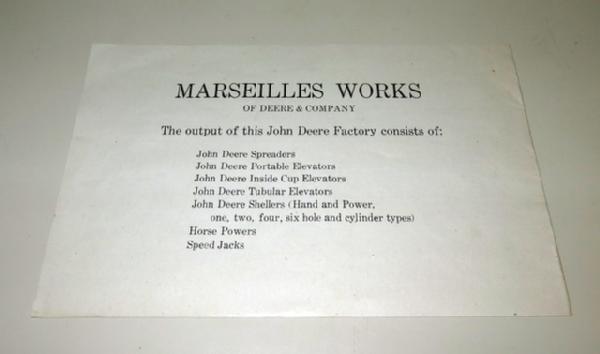 MARSEILLES WORKS
OF DEERE & COMPANY
The output of this John Deere Factory consists of:
John Deere Spreaders
John Deere Portable Elevators
John Deere Inside Cup Elevators
John Deere Tubular Elevators
John Deere Shellers (Hand and Power,
one, two, four, six hole and cylinder types)
Horse Powers
Speed Jacks